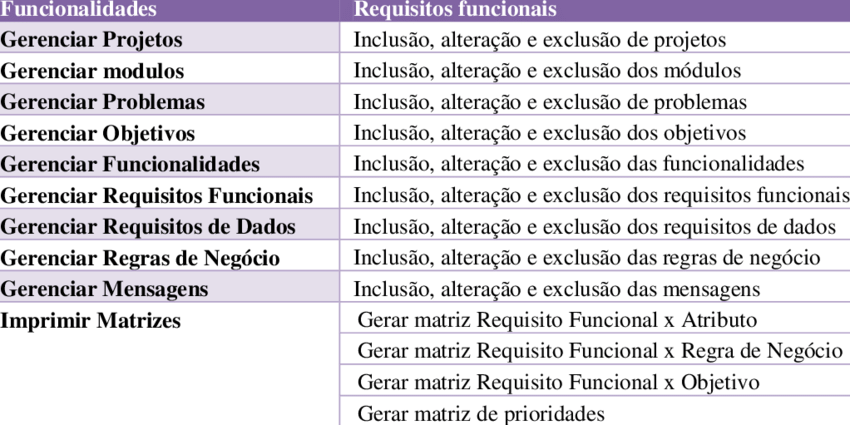 Funcionalidades Requisitos funcionais
Gerenciar Projetos Inclusão, alteração e exclusão de projetos
Gerenciar modulos Inclusão, alteração e exclusão dos módulos
Gerenciar Problemas Inclusão, alteração e exclusão de problemas
Gerenciar Objetivos Inclusão, alteração e exclusão dos objetivos
Gerenciar Funcionalidades Inclusão, alteração e exclusão das funcionalidades
Gerenciar Requisitos Funcionais Inclusão, alteração e exclusão dos requisitos funcionais
Gerenciar Requisitos de Dados Inclusão, alteração e exclusão dos requisitos de dados
Gerenciar Regras de Negócio Inclusão, alteração e exclusão das regras de negócio
Gerenciar Mensagens Inclusão, alteração e exclusão das mensagens
Imprimir Matrizes Gerar matriz Requisito Funcional x Atributo
Gerar matriz Requisito Funcional x Regra de Negócio
Gerar matriz Requisito Funcional x Objetivo
Gerar matriz de prioridades